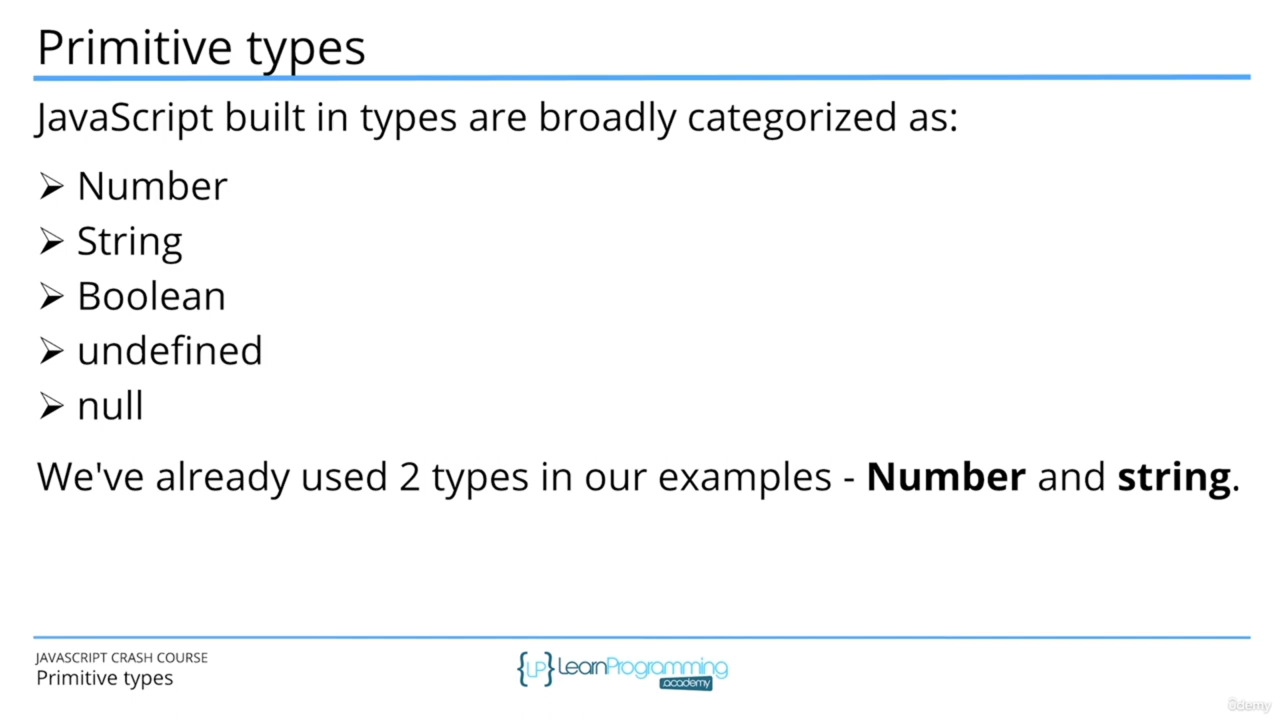 Primitive types
JavaScript built in types are broadly categorized as:
➢ Number
➢ String
➢ Boolean
➢ undefined
➢ null
We've already used 2 types in our examples - Number and string.
JAVASCRIPT CRASH COURSE
Primitive types
{LP} LearnProgramming
.academy
ûdemy